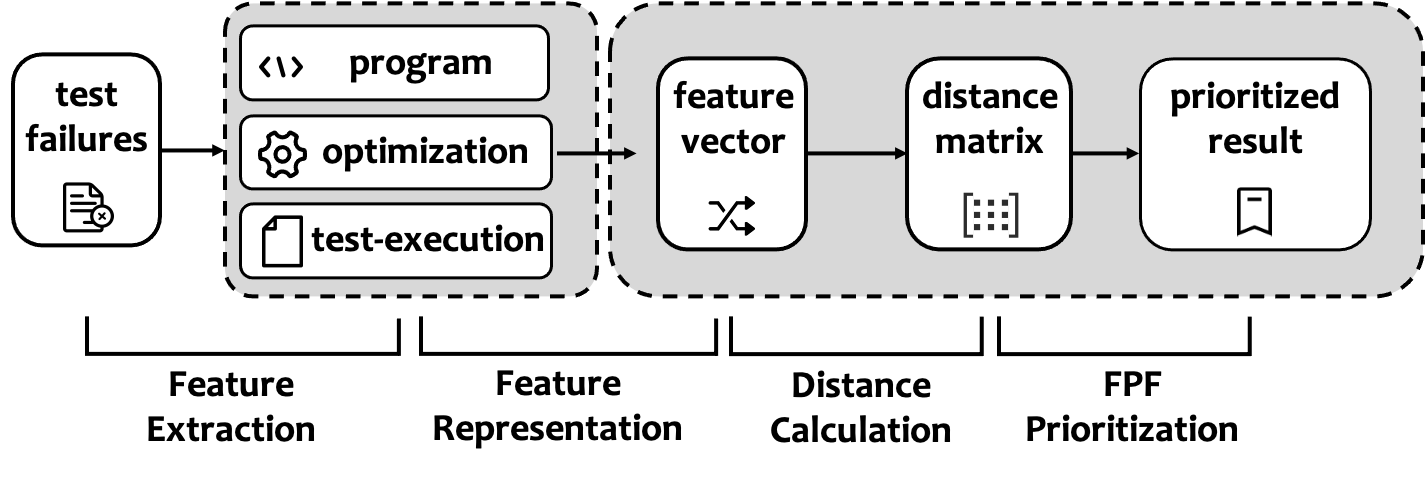 test
failures
program
optimization
test-execution
feature
vector
distance
matrix
prioritized
result
Feature
Extraction
Feature
Representation
Distance
Calculation
FPF
Prioritization